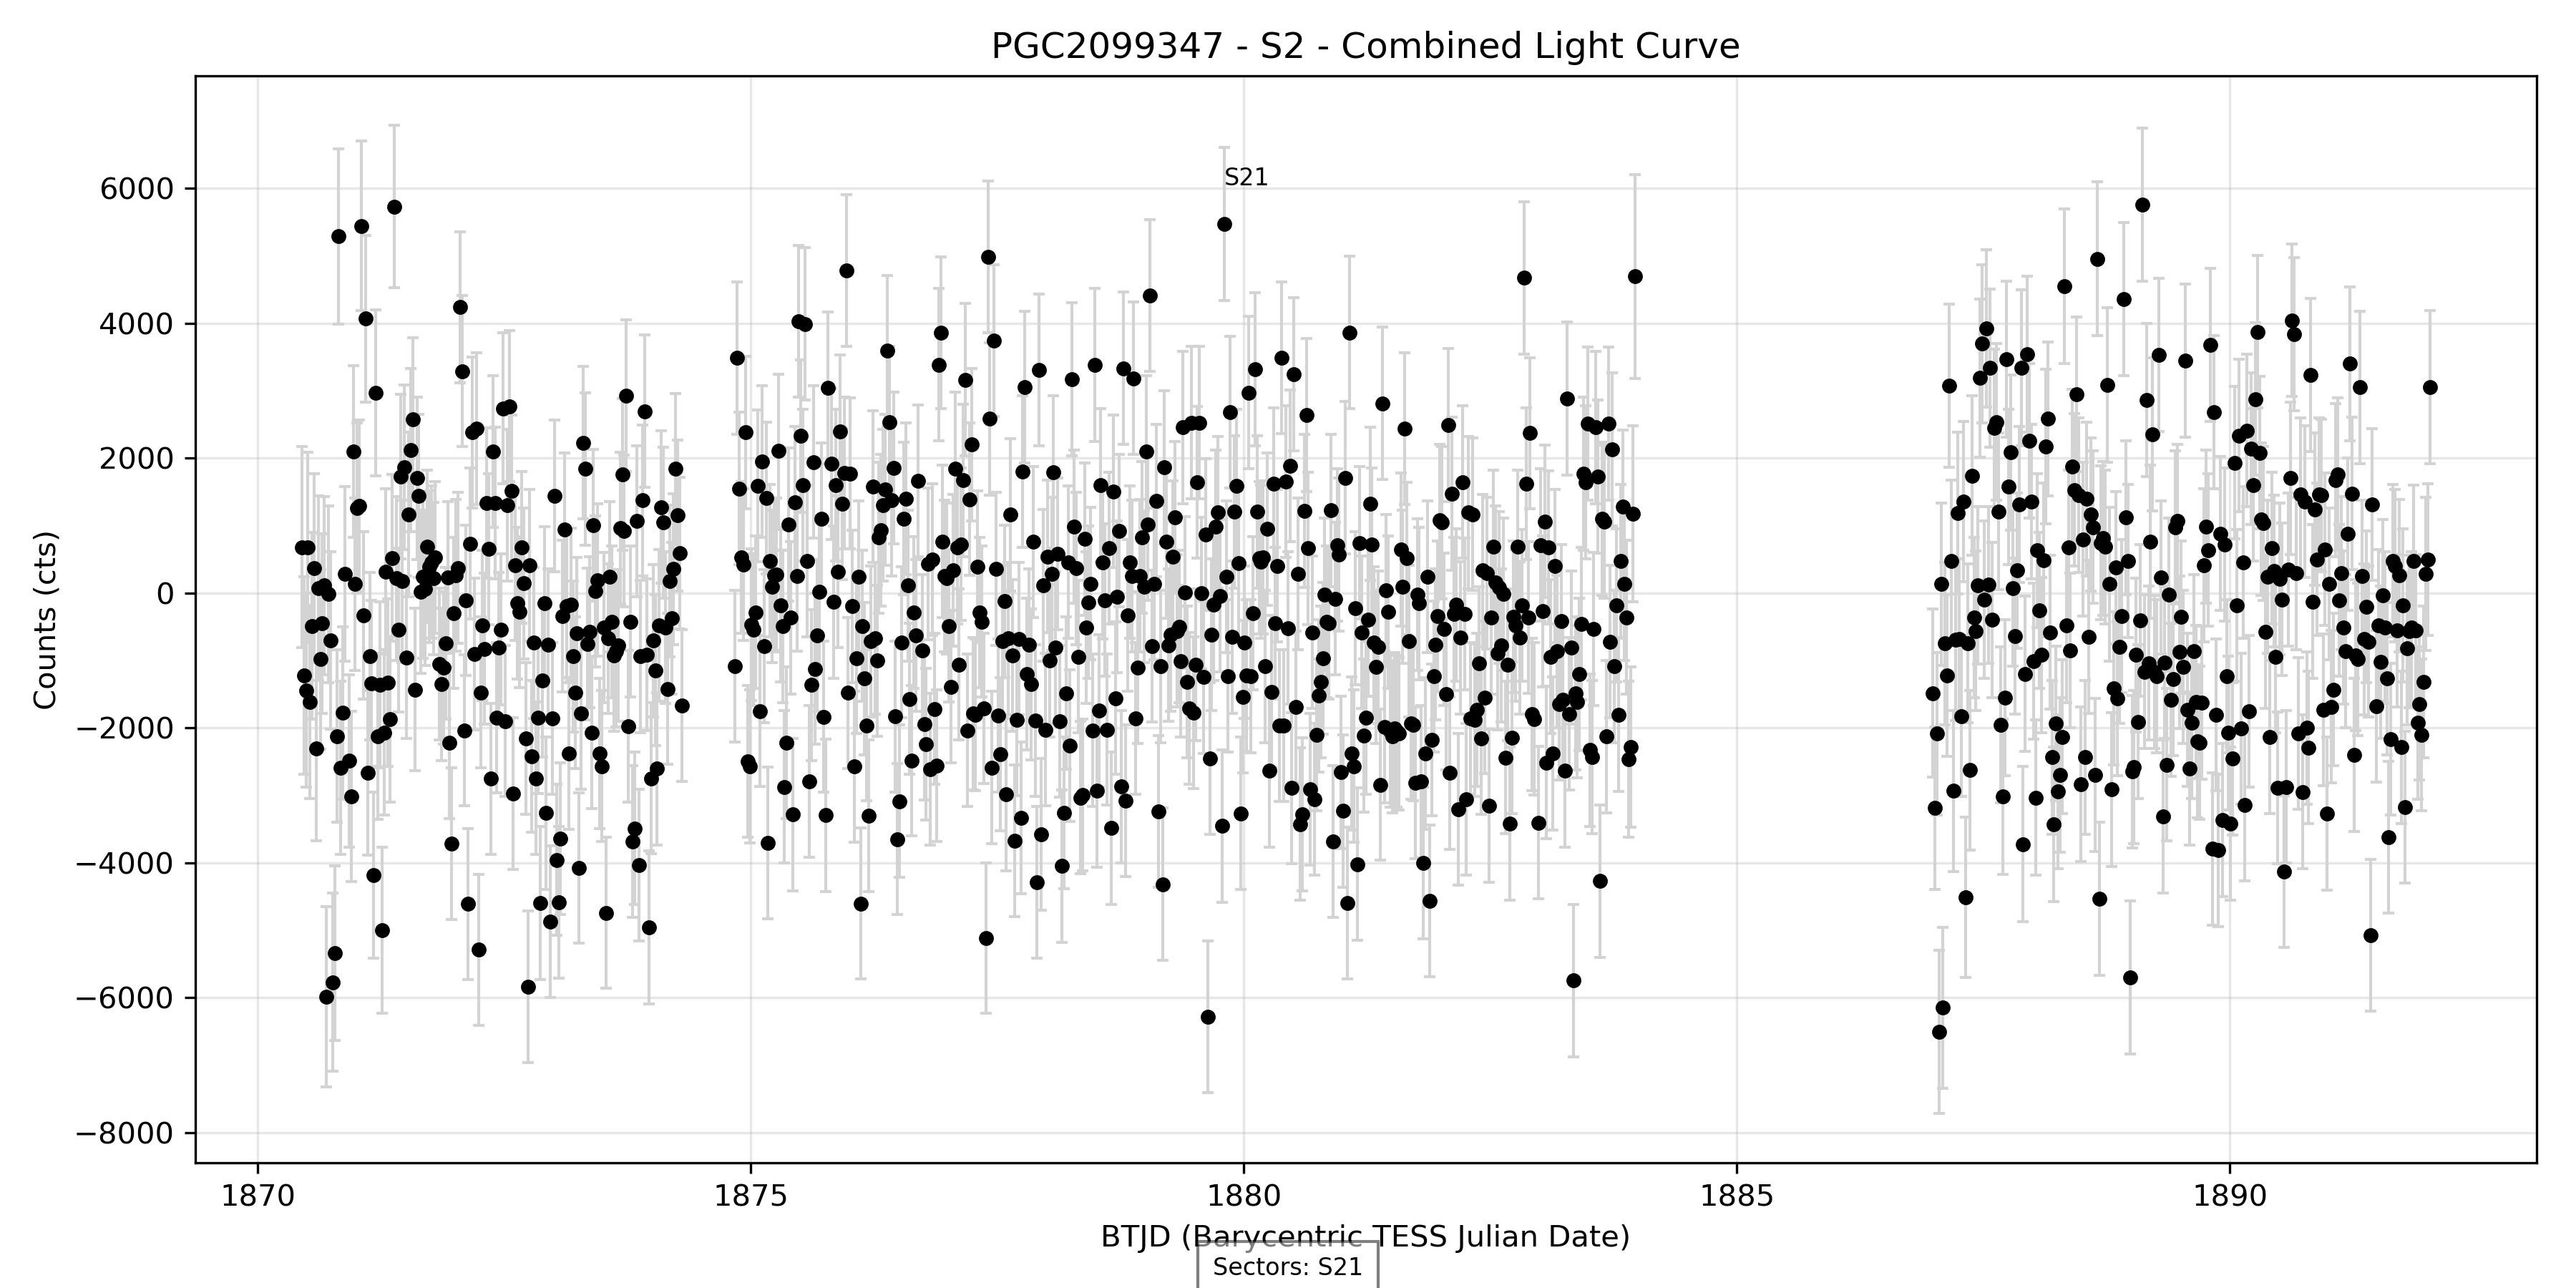 PGC2099347 - S2 - Combined Light Curve
Counts (cts)
6000
4000
2000
0
−2000
−4000
−6000
−8000
S21
1870 1875 1880 1885 1890
BTJD (Barycentric TESS Julian Date)
Sectors: S21